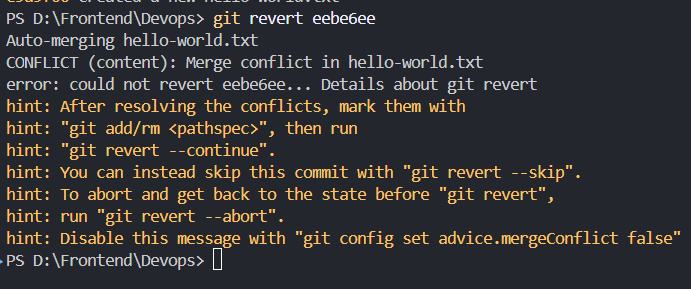 PS D:\Frontend\Devops> git revert eebe6ee
Auto-merging hello-world.txt
CONFLICT (content): Merge conflict in hello-world.txt
error: could not revert eebe6ee... Details about git revert
hint: After resolving the conflicts, mark them with
hint: "git add/rm <pathspec>", then run
hint: "git revert --continue".
hint: You can instead skip this commit with "git revert --skip".
hint: To abort and get back to the state before "git revert",
hint: run "git revert --abort".
hint: Disable this message with "git config set advice.mergeConflict false"
PS D:\Frontend\Devops>